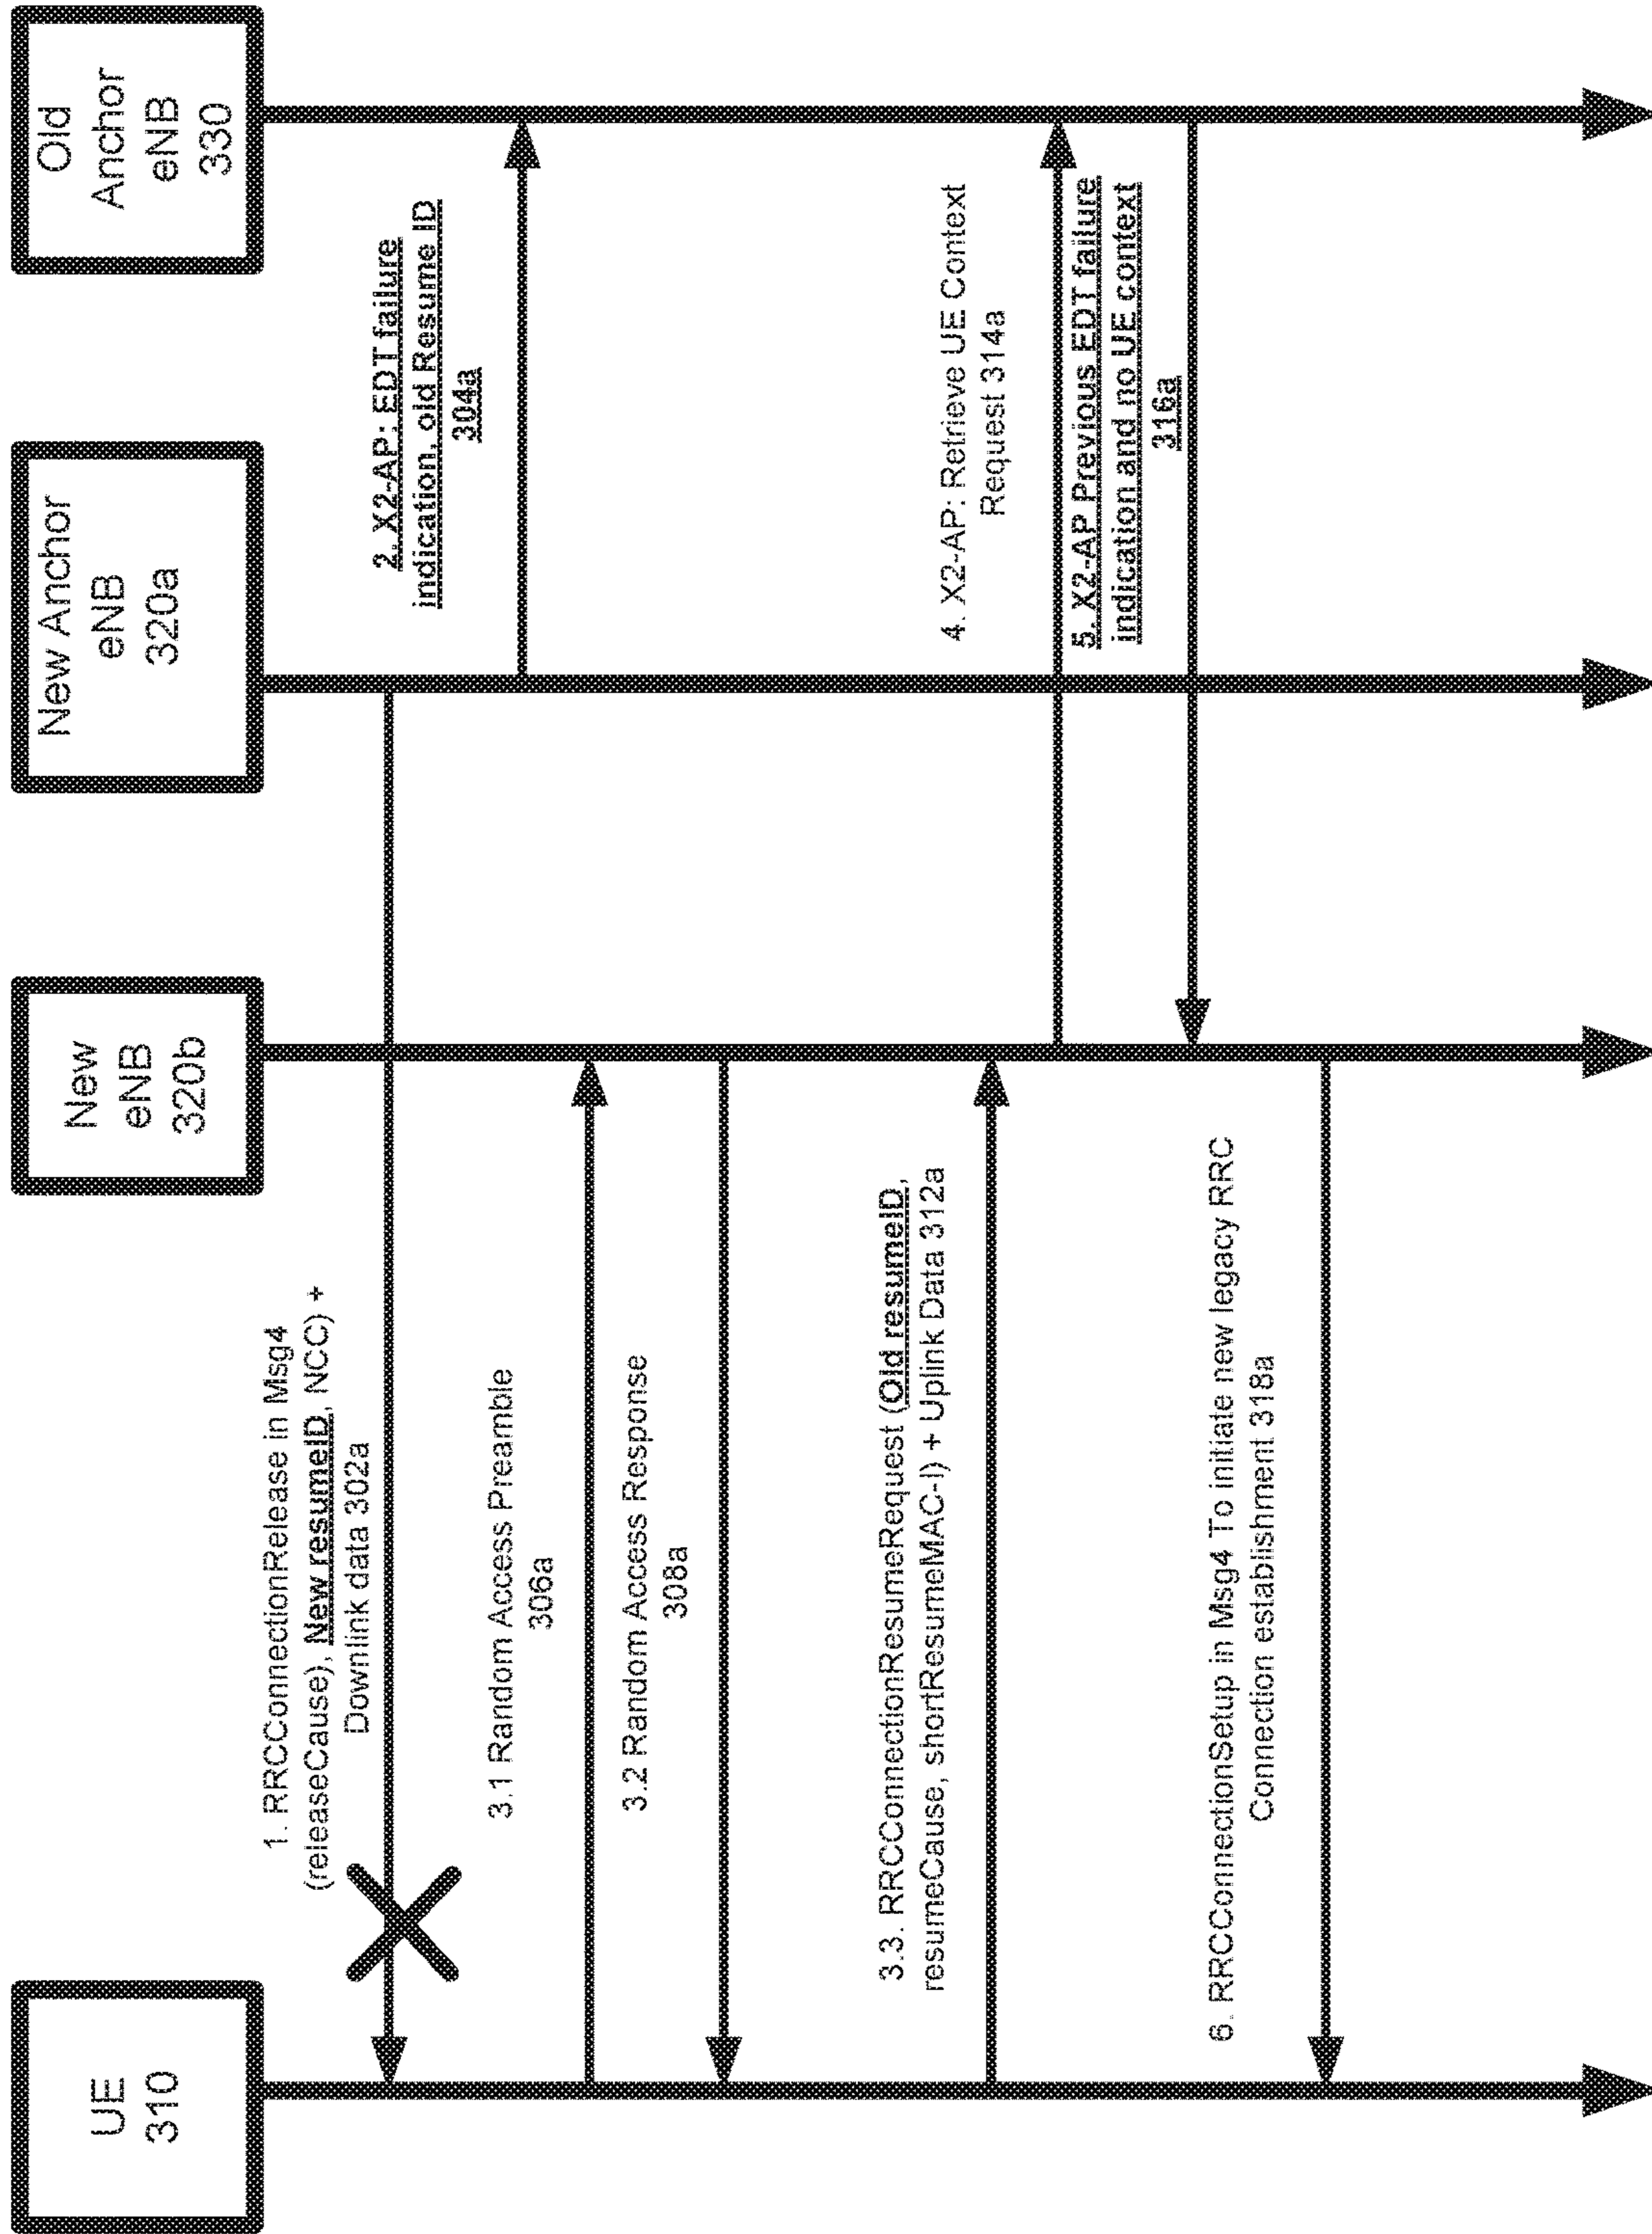 UE
310
New
eNB
320b
New Anchor
eNB
320a
Old
Anchor
eNB
330
1. RRCConnectionRelease in Msg4
(releaseCause), New resumeID, NCC) +
Downlink data 302a
2. X2-AP: EDT failure
indication, old Resume ID
304a
3.1 Random Access Preamble
306a
3.2 Random Access Response
308a
3.3. RRCConnectionResumeRequest (Old resumeID,
resumeCause, shortResumeMAC-I) + Uplink Data 312a
4. X2-AP: Retrieve UE Context
Request 314a
5. X2-AP Previous EDT failure
indication and no UE context
316a
6. RRCConnectionSetup in Msg4 To initiate new legacy RRC
Connection establishment 318a